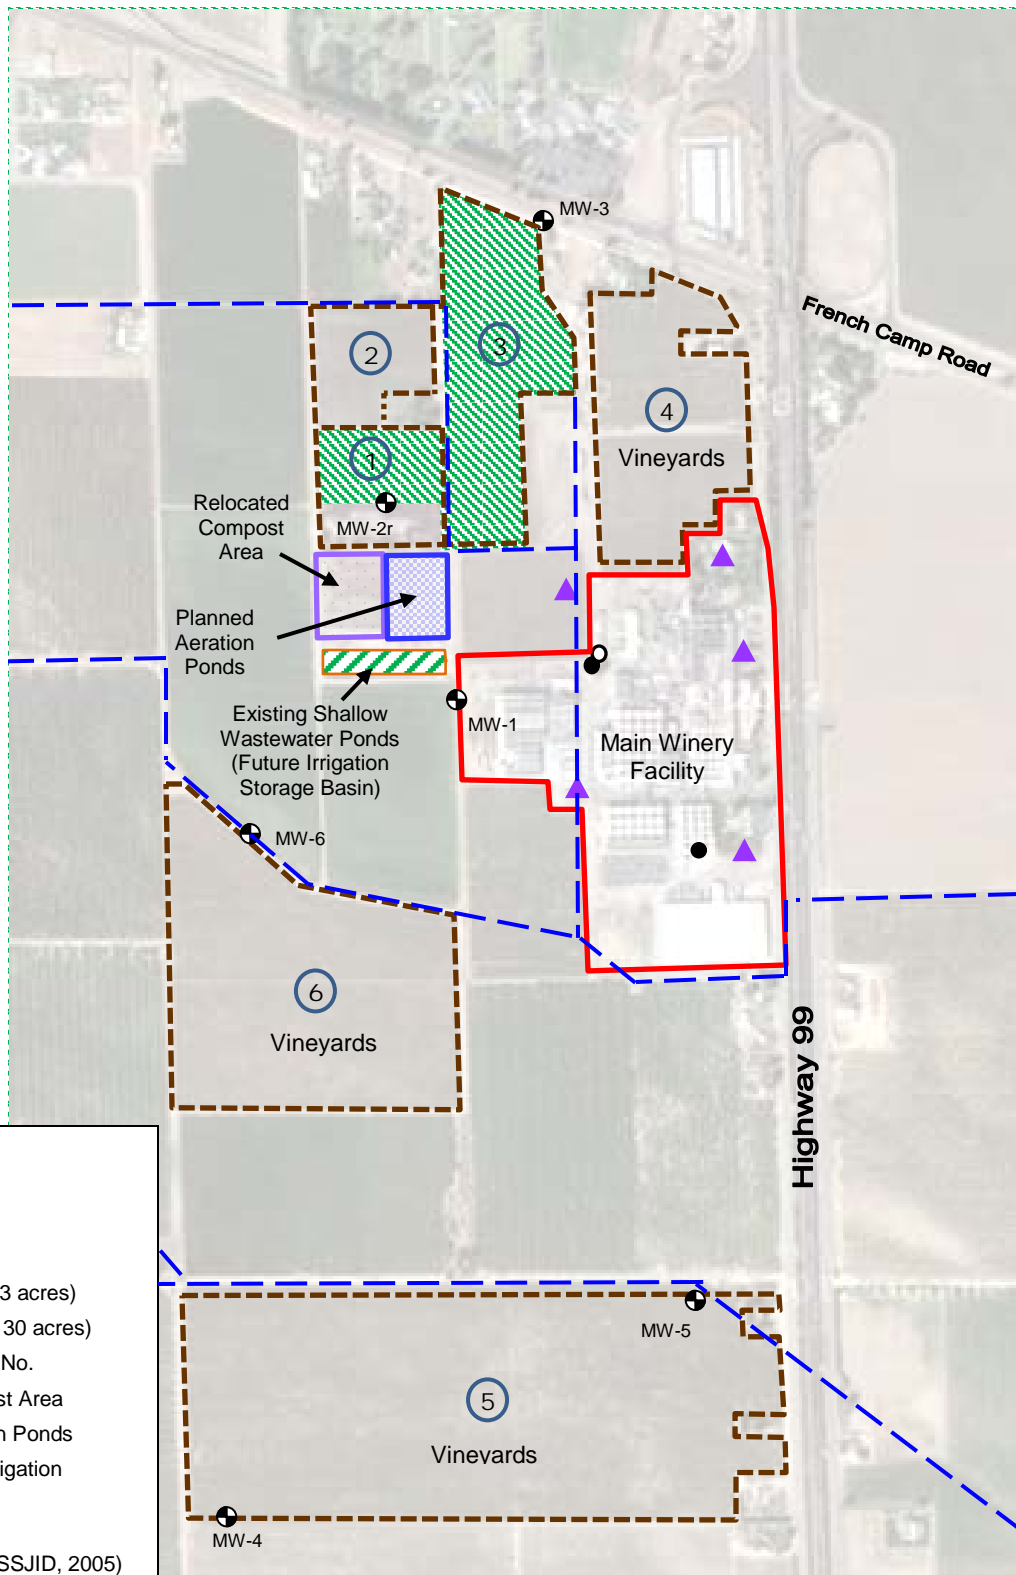 MW-3
French Camp Road
2
3
4
Vineyards
1
MW-2r
Relocated
Compost
Area
Planned
Aeration
Ponds
Existing Shallow
Wastewater Ponds
(Future Irrigation
Storage Basin)
MW-1
Main Winery
Facility
MW-6
6
Vineyards
Highway 99
3 acres)
30 acres)
No.
st Area
n Ponds
igation
SSJID, 2005)
MW-5
5
Vineyards
MW-4